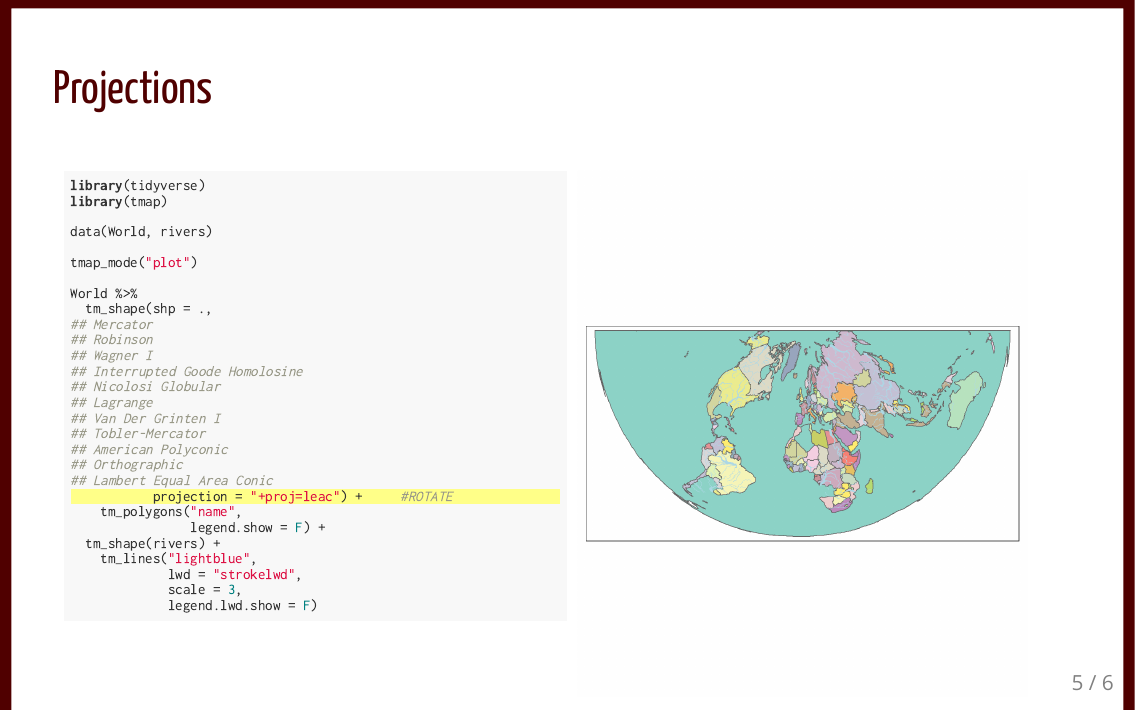 Projections
library(tidyverse)
library(tmap)
data(World, rivers)
tmap_mode("plot")
World %>%
  tm_shape(shp = .,
## Mercator
## Robinson
## Wagner I
## Interrupted Goode Homolosine
## Nicolosi Globular
## Lagrange
## Van Der Grinten I
## Tobler-Mercator
## American Polyconic
## Orthographic
## Lambert Equal Area Conic
           projection = "+proj=leac") +     #ROTATE
    tm_polygons("name",
                legend.show = F) +
  tm_shape(rivers) +
    tm_lines("lightblue",
             lwd = "strokelwd",
             scale = 3,
             legend.lwd.show = F)
5 / 6